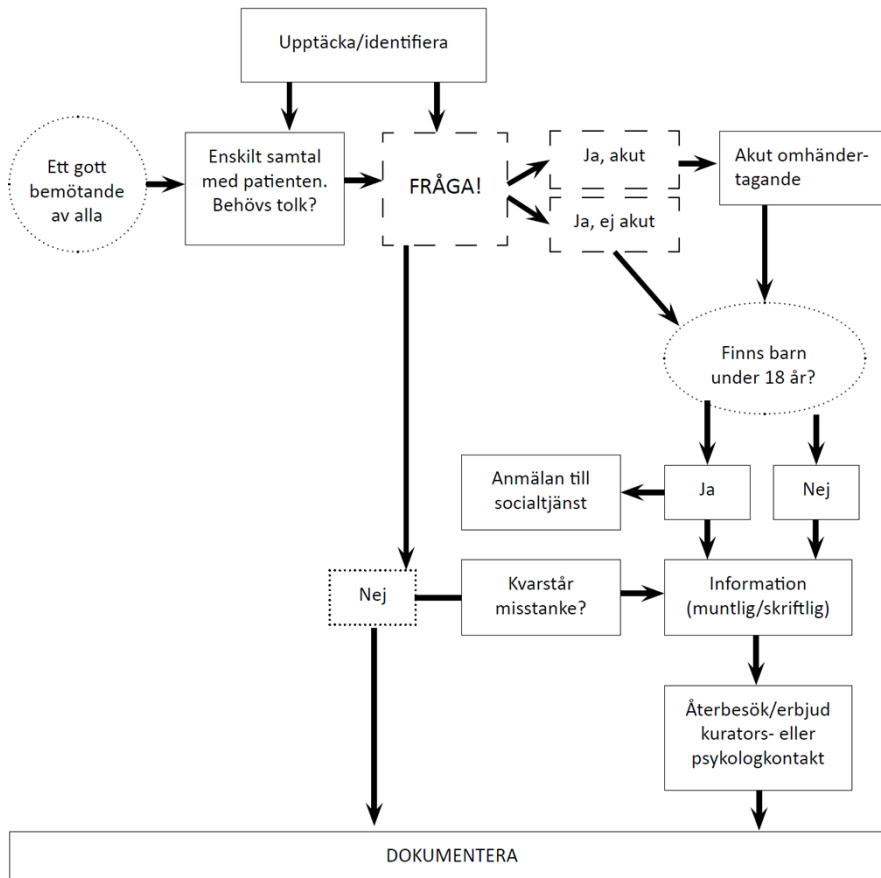 Upptäcka/identifiera
Ett gott
bemötande
av alla
Enskilt samtal
med patienten.
Behövs tolk?
FRÅGA!
Ja, akut
Ja, ej akut
Akut omhänder-
tagande
Finns barn
under 18 år?
Anmälan till
socialtjänst
Ja
Nej
Nej
Kvarstår
misstanke?
Information
(muntlig/skriftlig)
Återbesök/erbjud
kurators- eller
psykologkontakt
DOKUMENTERA